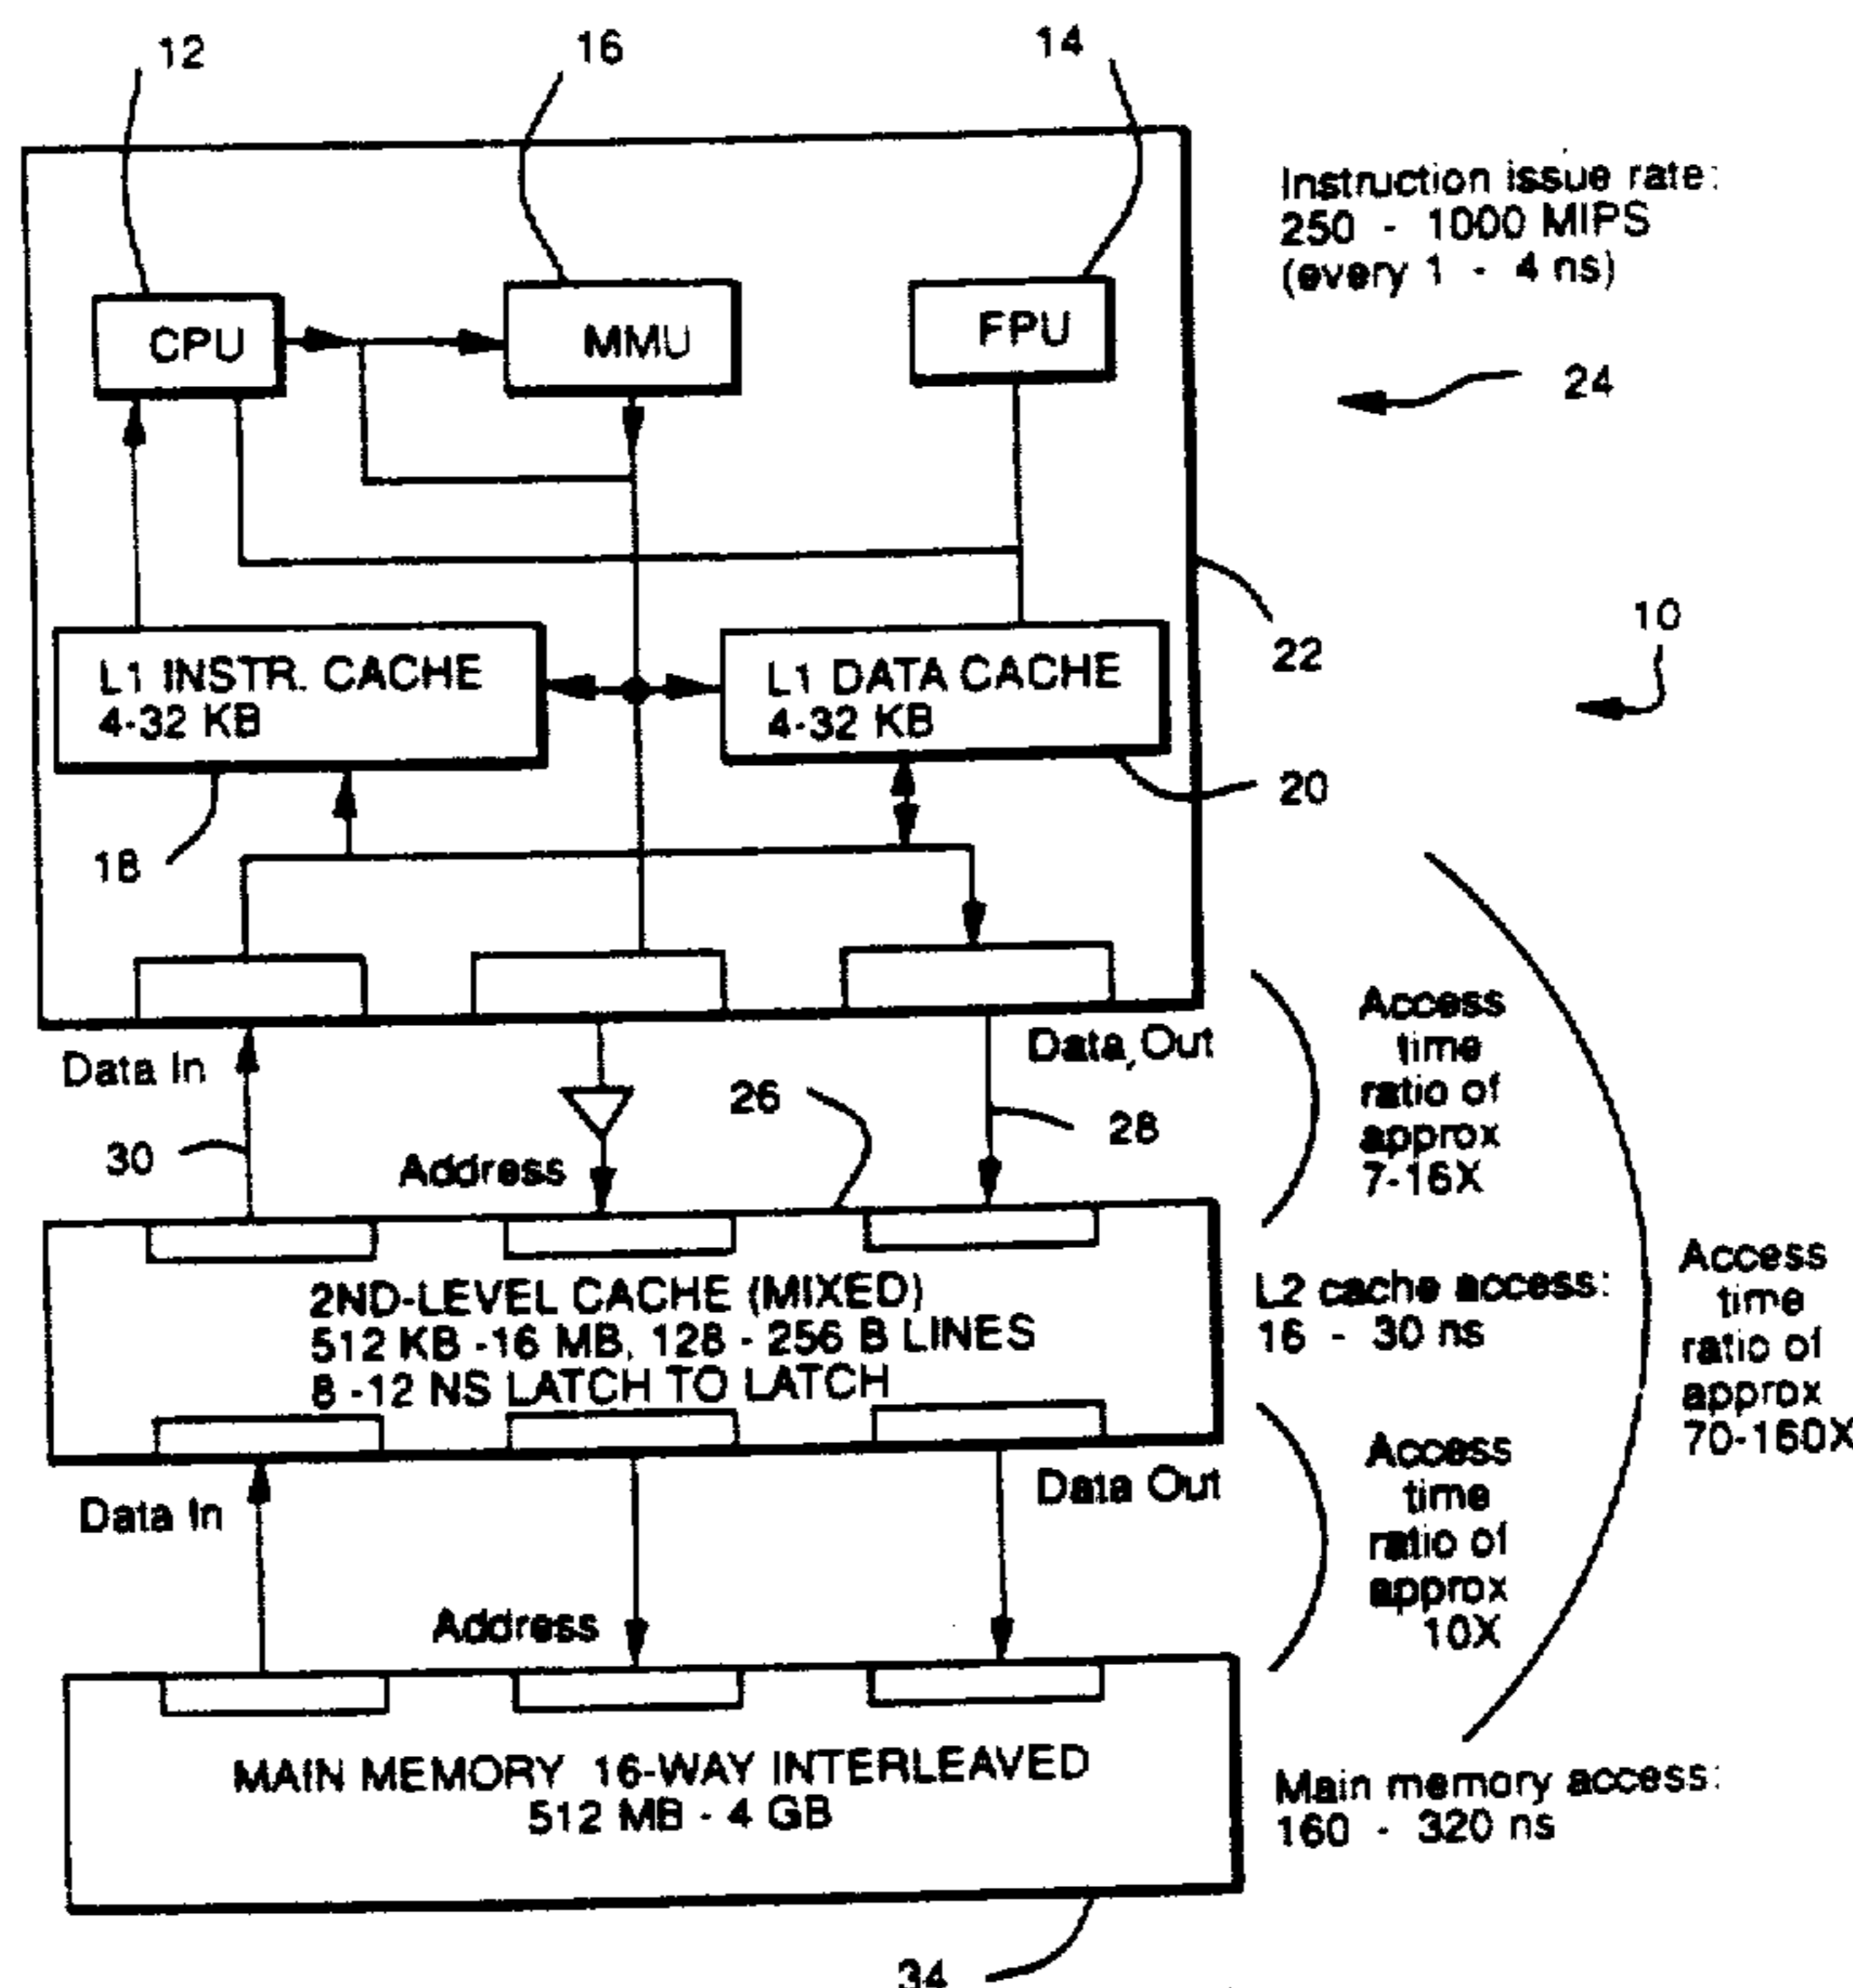 12
16
14
Instruction issue rate:
250 - 1000 MIPS
(every 1 - 4 ns)
CPU
MMU
FPU
24
10
22
L1 INSTR. CACHE
4-32 KB
L1 DATA CACHE
4-32 KB
20
18
Data In
Data Out
Access
time
ratio of
approx
7-16X
26
28
30
Address
2ND-LEVEL CACHE (MIXED)
512 KB -16 MB, 128 - 256 B LINES
8 -12 NS LATCH TO LATCH
L2 cache access:
16 - 30 ns
Access
time
ratio of
approx
70-160X
Data In
Data Out
Access
time
ratio of
approx
10X
Address
MAIN MEMORY 16-WAY INTERLEAVED
512 MB - 4 GB
Main memory access:
160 - 320 ns
34